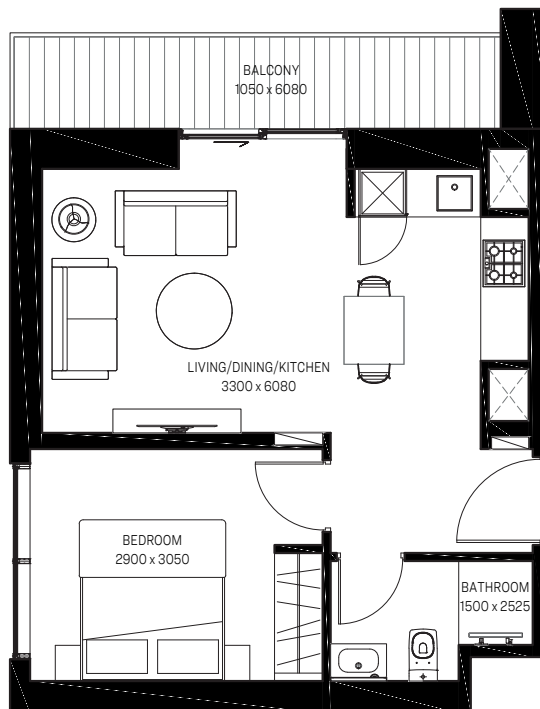 BALCONY
1050 x 6080
LIVING/DINING/KITCHEN
3300 x 6080
BEDROOM
2900 x 3050
BATHROOM
1500 x 2525